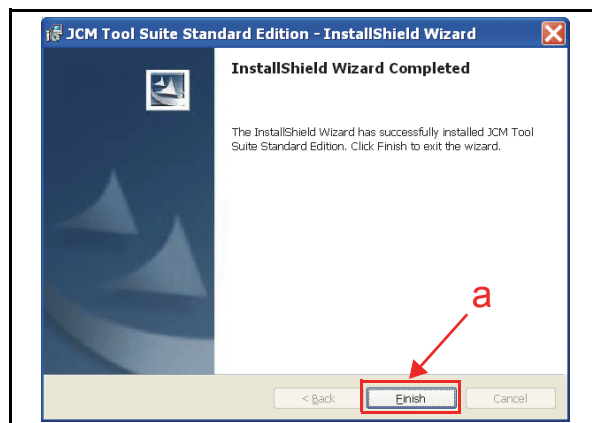 JCM Tool Suite Standard Edition - InstallShield Wizard
InstallShield Wizard Completed
The InstallShield Wizard has successfully installed JCM Tool
Suite Standard Edition. Click Finish to exit the wizard.
a
< Back Finish Cancel